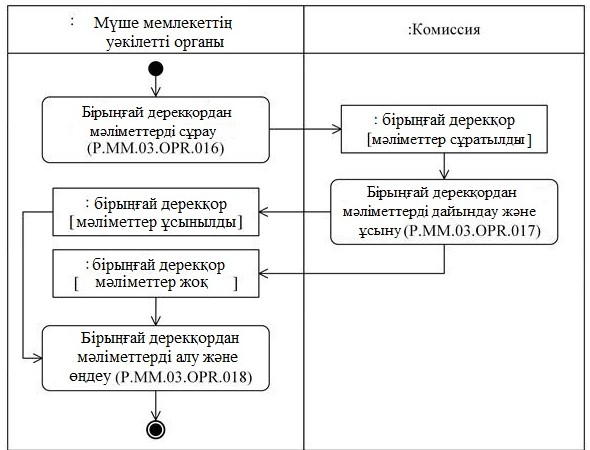 : Мүше мемлекеттің
уәкілетті органы
:Комиссия
Бірыңғай дерекқордан
мәліметтерді сұрау
(P.MM.03.OPR.016)
: бірыңғай дерекқор
[мәліметтер сұратылды]
Бірыңғай дерекқордан
мәліметтерді дайындау және
ұсыну (P.MM.03.OPR.017)
: бірыңғай дерекқор
[мәліметтер ұсынылды]
: бірыңғай дерекқор
[ мәліметтер жоқ ]
Бірыңғай дерекқордан
мәліметтерді алу және
өңдеу (P.MM.03.OPR.018)